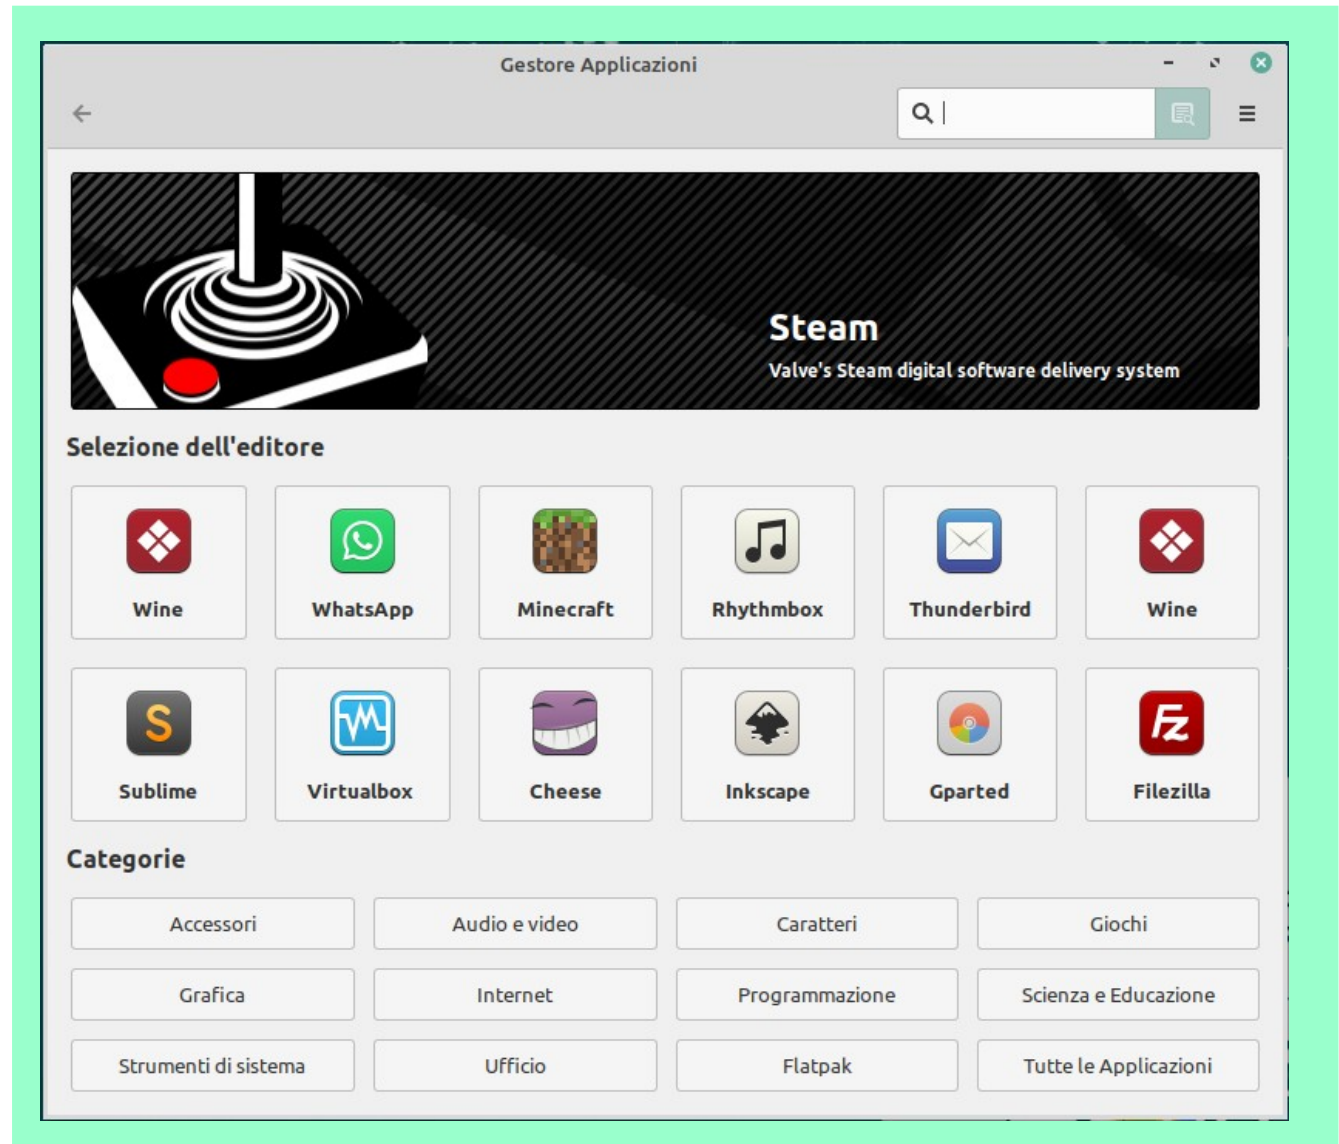 Gestore Applicazioni
Steam
Valve's Steam digital software delivery system
Selezione dell'editore
Wine WhatsApp Minecraft Rhythmbox Thunderbird Wine
Sublime Virtualbox Cheese Inkscape Gparted Filezilla
Categorie
Accessori Audio e video Caratteri Giochi
Grafica Internet Programmazione Scienza e Educazione
Strumenti di sistema Ufficio Flatpak Tutte le Applicazioni